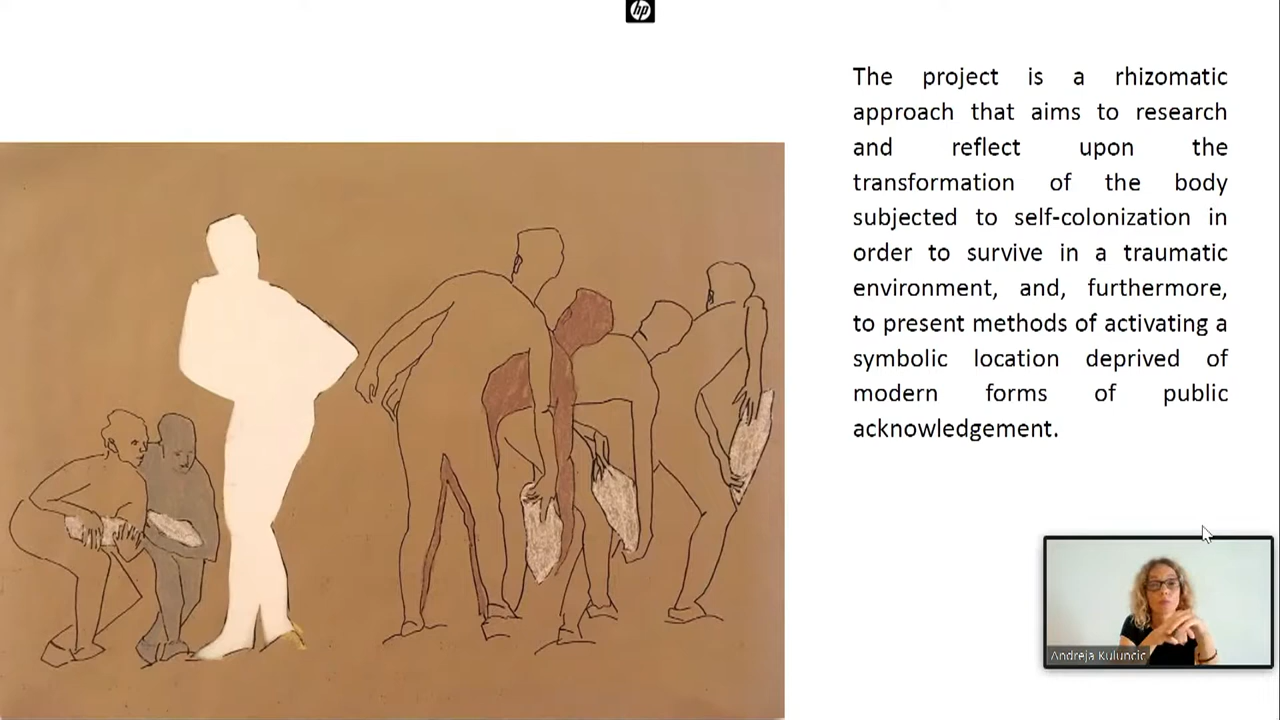 hp
The project is a rhizomatic
approach that aims to research
and reflect upon the
transformation of the body
subjected to self-colonization in
order to survive in a traumatic
environment, and, furthermore,
to present methods of activating a
symbolic location deprived of
modern forms of public
acknowledgement.
Andreja Kuluncic